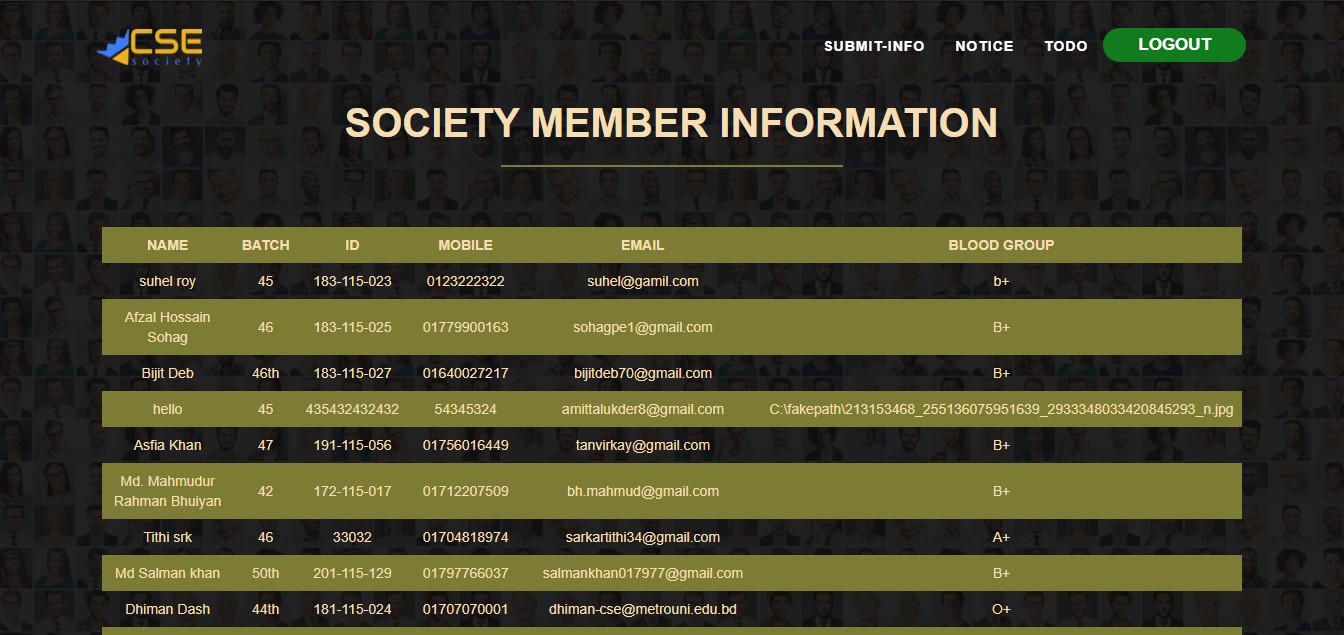 CSE
society
SUBMIT-INFO NOTICE TODO LOGOUT
SOCIETY MEMBER INFORMATION
NAME BATCH ID MOBILE EMAIL BLOOD GROUP
suhel roy 45 183-115-023 0123222322 suhel@gamil.com b+
Afzal Hossain
Sohag 46 183-115-025 01779900163 sohagpe1@gmail.com B+
Bijit Deb 46th 183-115-027 01640027217 bijitdeb70@gmail.com B+
hello 45 435432432432 54345324 amittalukder8@gmail.com C:\fakepath\213153468_255136075951639_2933348033420845293_n.jpg
Asfia Khan 47 191-115-056 01756016449 tanvirkay@gmail.com B+
Md. Mahmudur
Rahman Bhuiyan 42 172-115-017 01712207509 bh.mahmud@gmail.com B+
Tithi srk 46 33032 01704818974 sarkartithi34@gmail.com A+
Md Salman khan 50th 201-115-129 01797766037 salmankhan017977@gmail.com B+
Dhiman Dash 44th 181-115-024 01707070001 dhiman-cse@metrouni.edu.bd O+